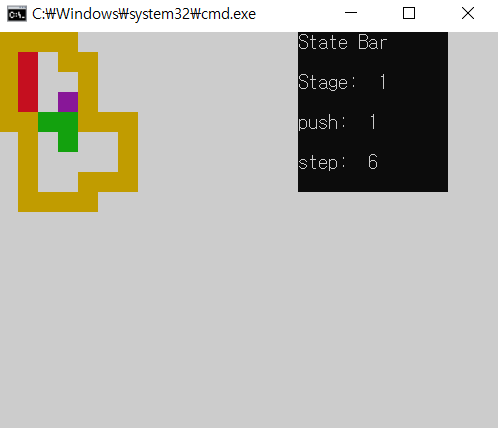 C:₩Windows₩system32₩cmd.exe
State Bar
Stage: 1
push: 1
step: 6